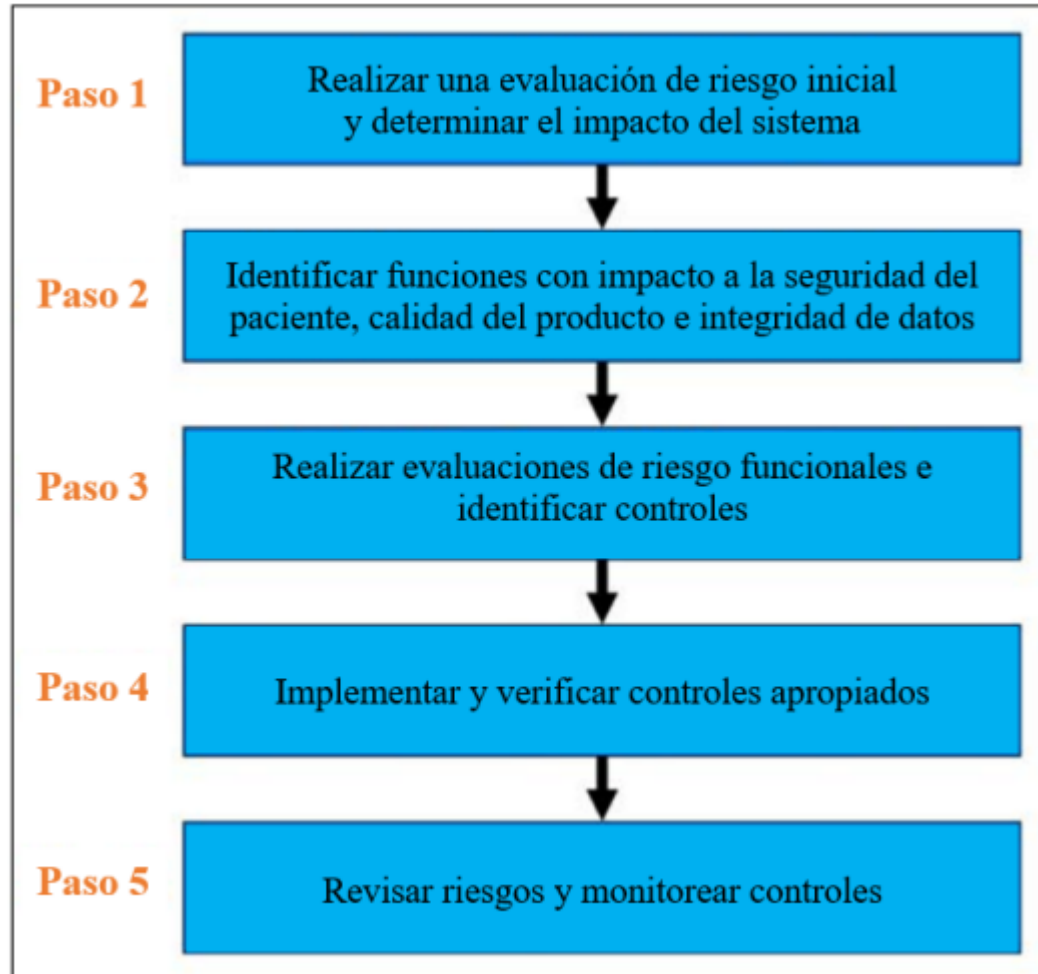 Paso 1
Realizar una evaluación de riesgo inicial
y determinar el impacto del sistema
Paso 2
Identificar funciones con impacto a la seguridad del
paciente, calidad del producto e integridad de datos
Paso 3
Realizar evaluaciones de riesgo funcionales e
identificar controles
Paso 4
Implementar y verificar controles apropiados
Paso 5
Revisar riesgos y monitorear controles